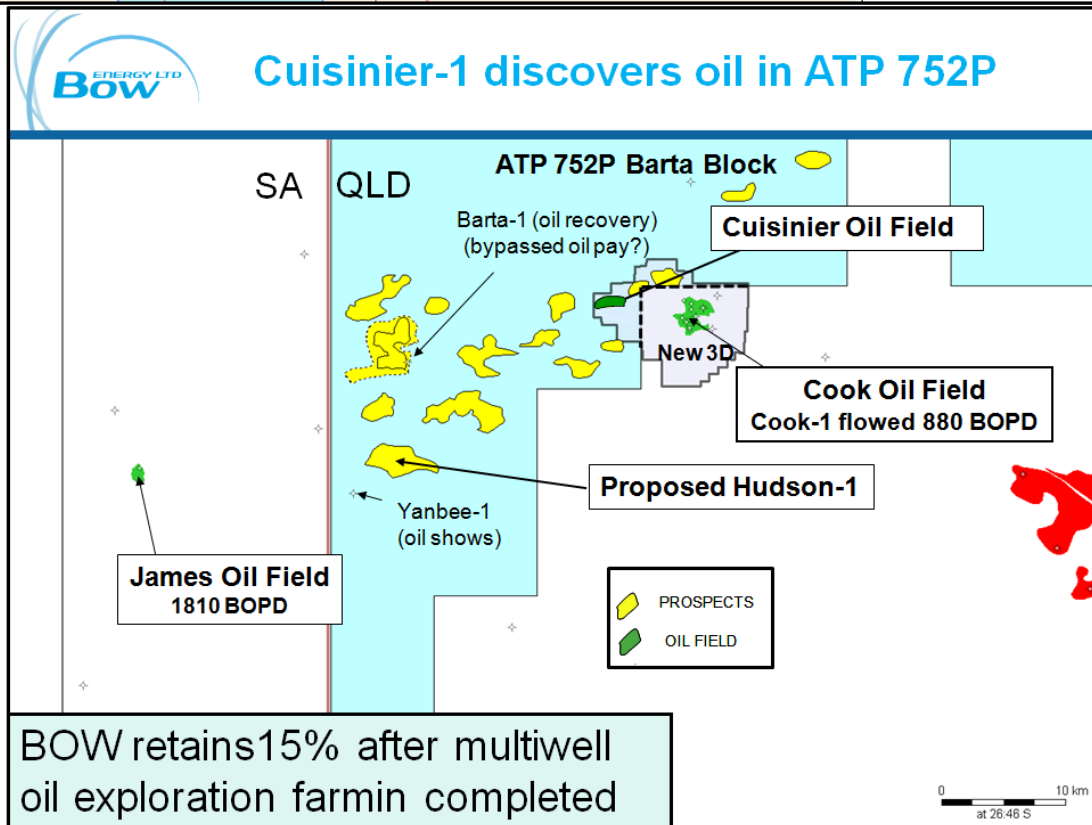 BOW ENERGY LTD
Cuisinier-1 discovers oil in ATP 752P
SA QLD
ATP 752P Barta Block
Barta-1 (oil recovery)
(bypassed oil pay?)
Cuisinier Oil Field
New 3D
Cook Oil Field
Cook-1 flowed 880 BOPD
Proposed Hudson-1
Yanbee-1
(oil shows)
James Oil Field
1810 BOPD
PROSPECTS
OIL FIELD
BOW retains15% after multiwell
oil exploration farmin completed
0 10 km
at 26:46 S